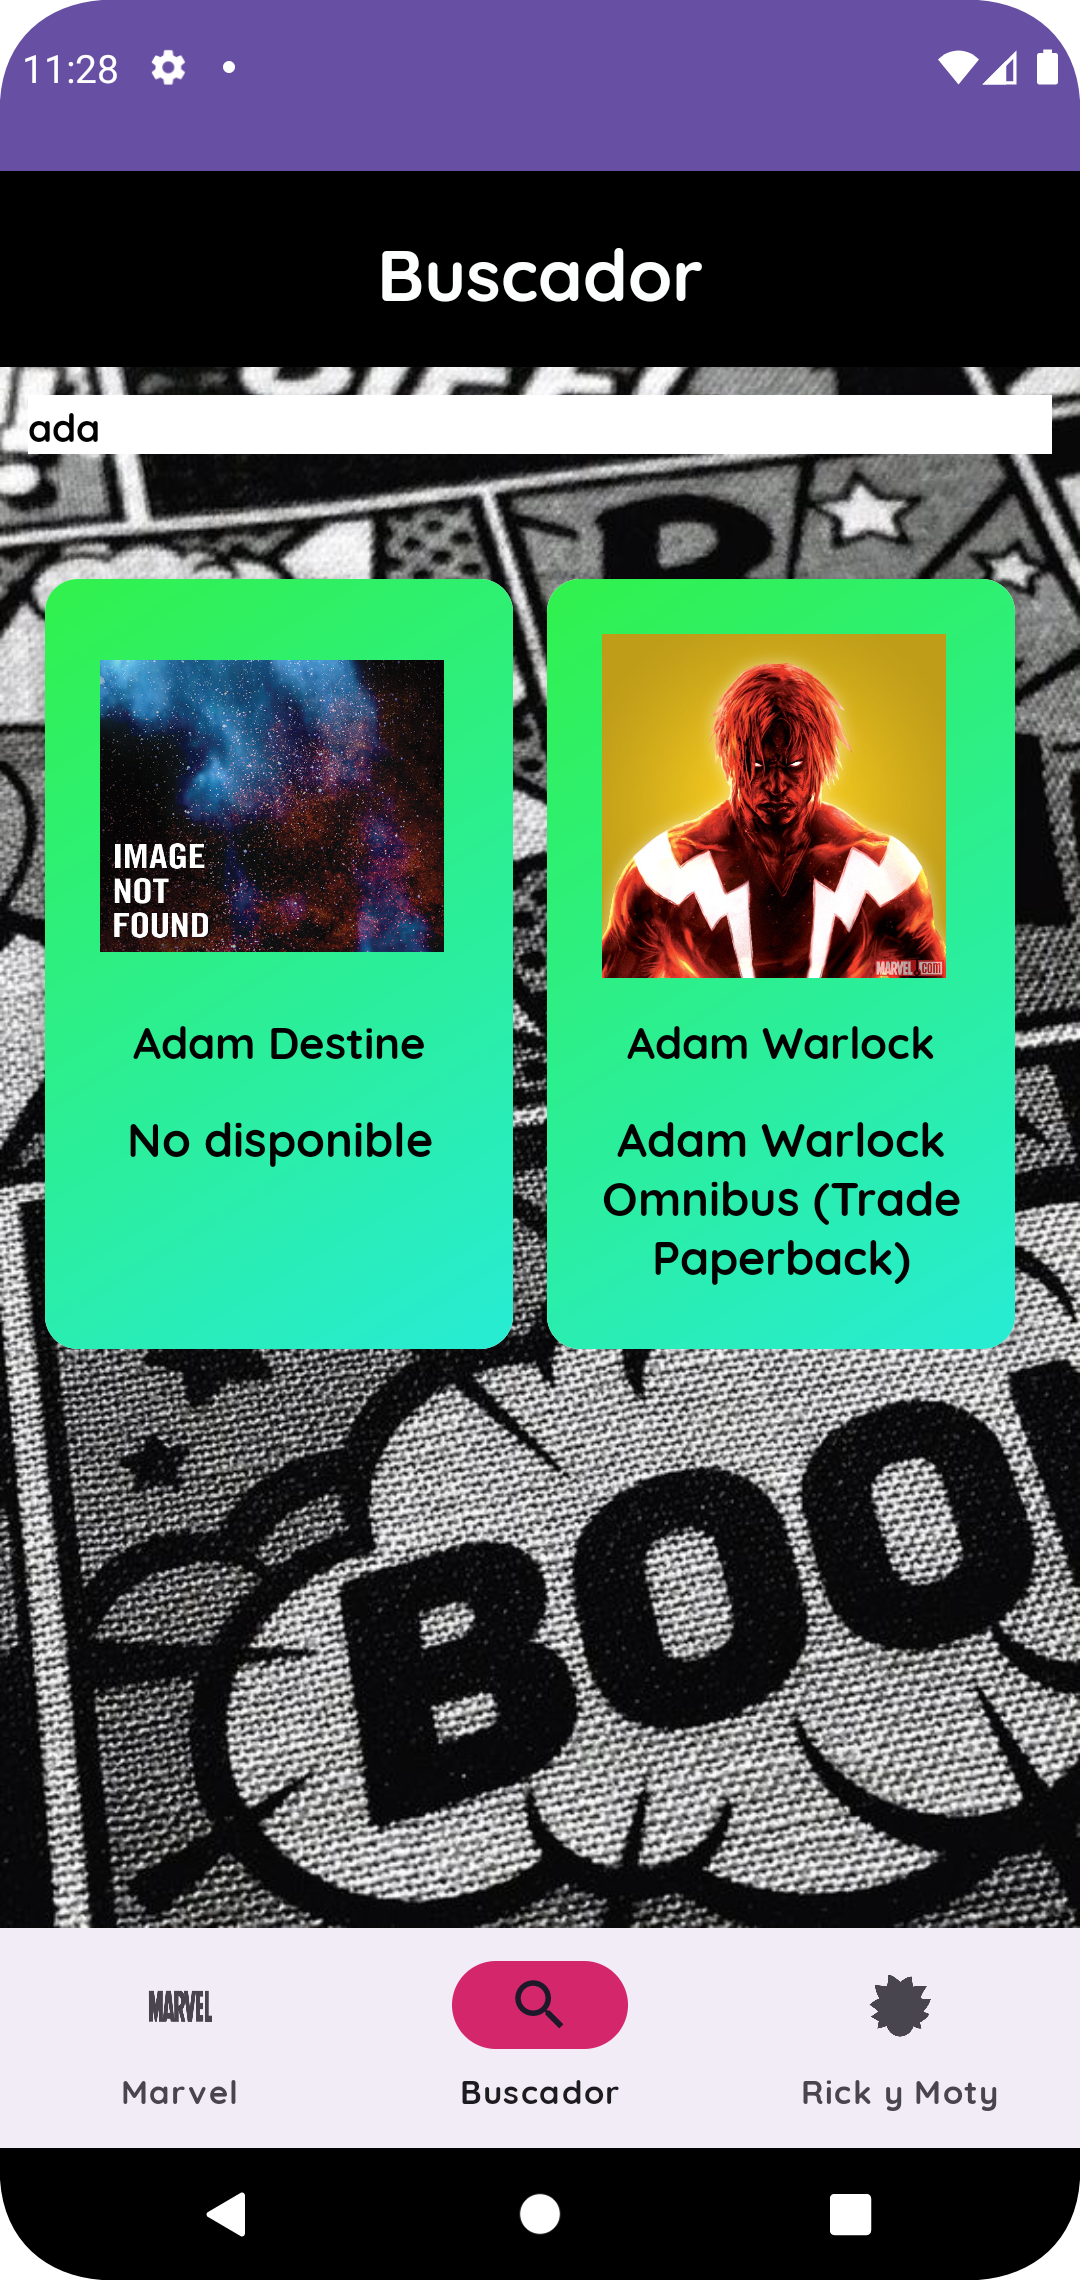 11:28
Buscador
ada
IMAGE
NOT
FOUND
MARVEL.com
Adam Destine
Adam Warlock
No disponible
Adam Warlock
Omnibus (Trade
Paperback)
BOO
MARVEL
Marvel
Buscador
Rick y Moty